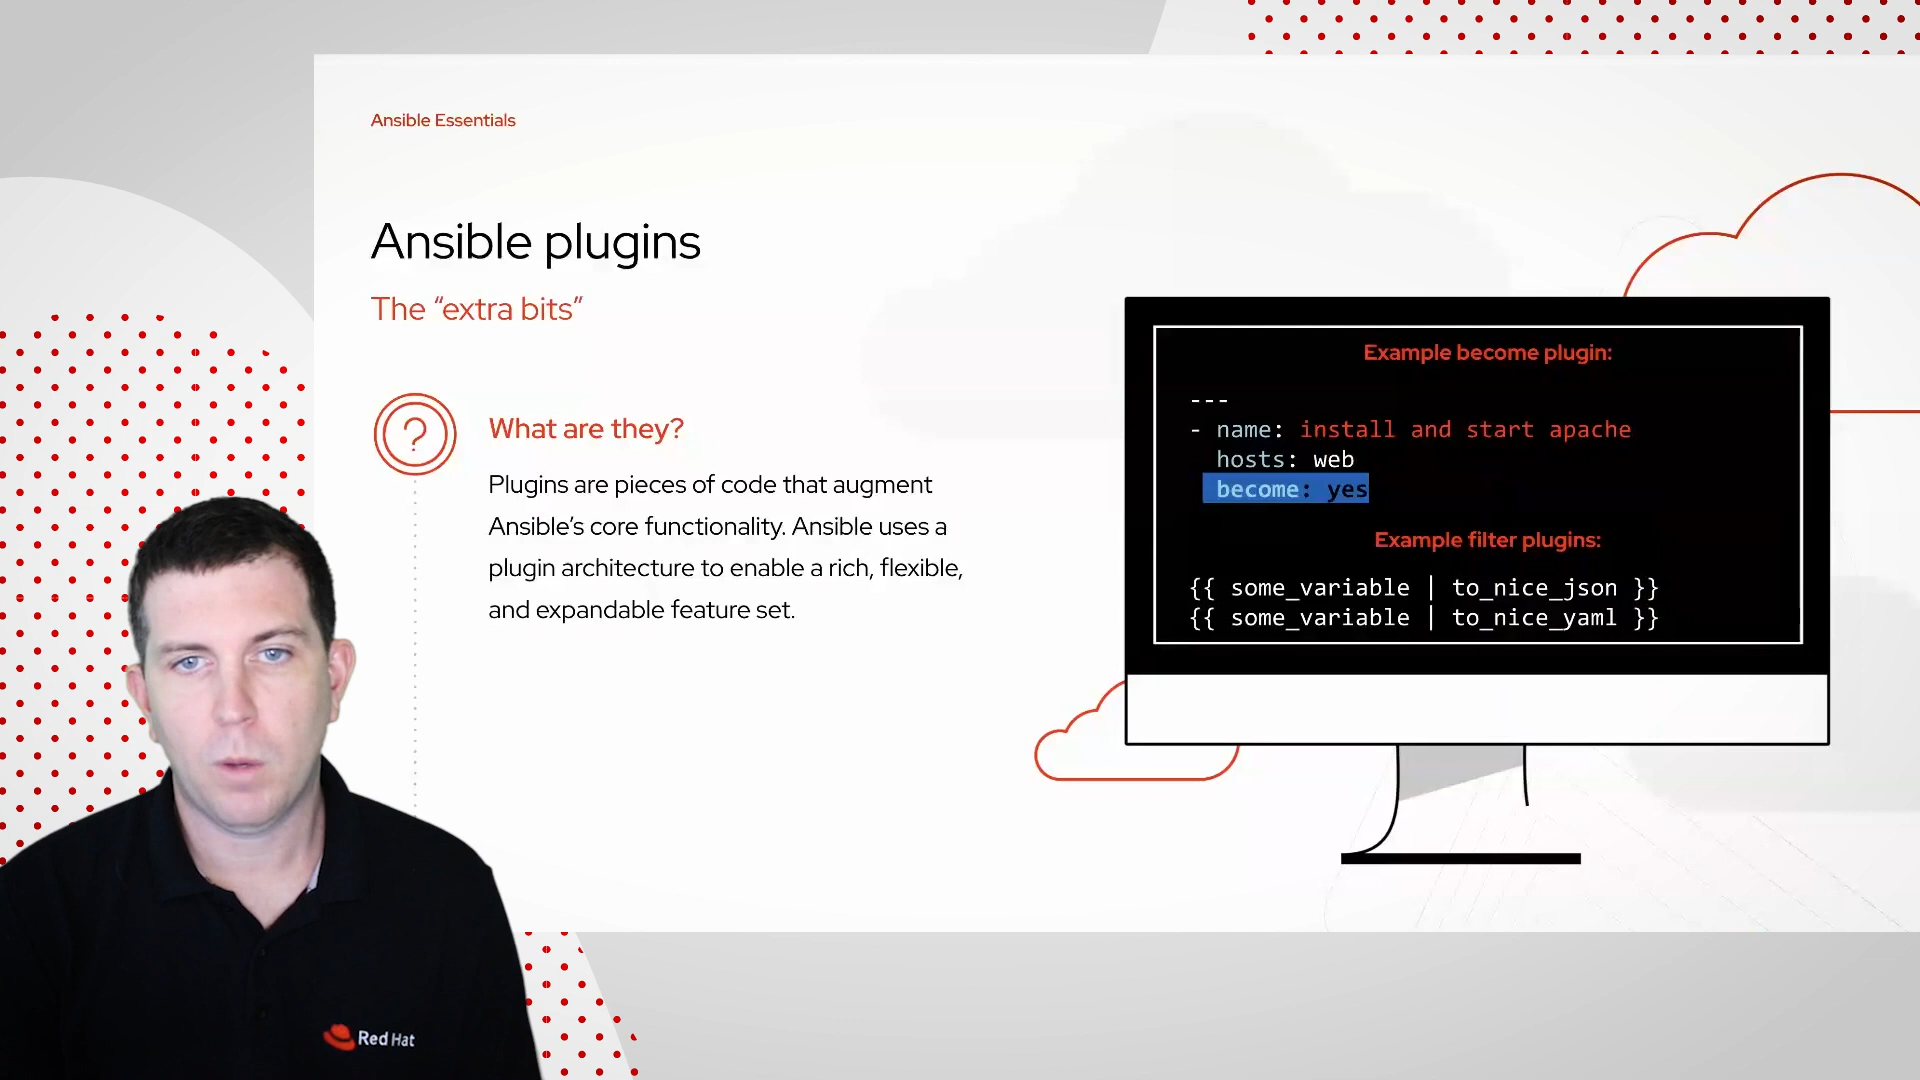 Ansible Essentials
Ansible plugins
The “extra bits”
What are they?
Plugins are pieces of code that augment
Ansible’s core functionality. Ansible uses a
plugin architecture to enable a rich, flexible,
and expandable feature set.
Example become plugin:
---
- name: install and start apache
  hosts: web
  become: yes
Example filter plugins:
{{ some_variable | to_nice_json }}
{{ some_variable | to_nice_yaml }}
Red Hat